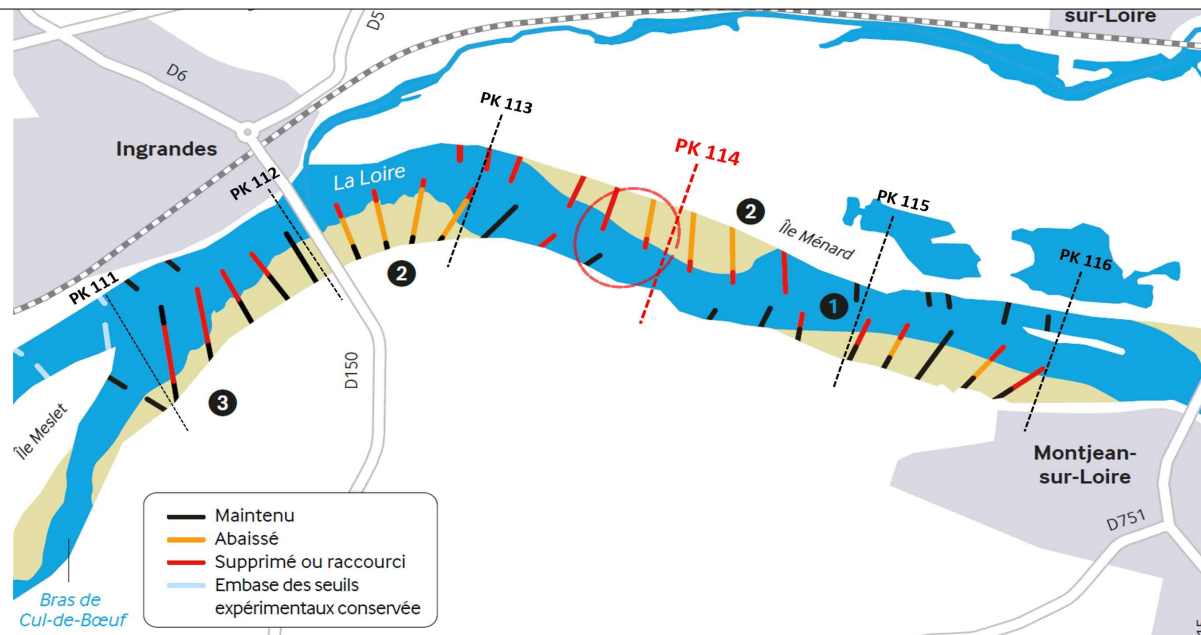 sur-Loire
D5
D6
PK 113
Ingrandes
La Loire
PK 114
PK 112
2
Île Ménard
PK 115
PK 111
2
PK 116
1
D150
3
Île Meslet
Montjean-
sur-Loire
Maintenu
Abaissé
Supprimé ou raccourci
Embase des seuils
expérimentaux conservée
D751
Bras de
Cul-de-Bœuf